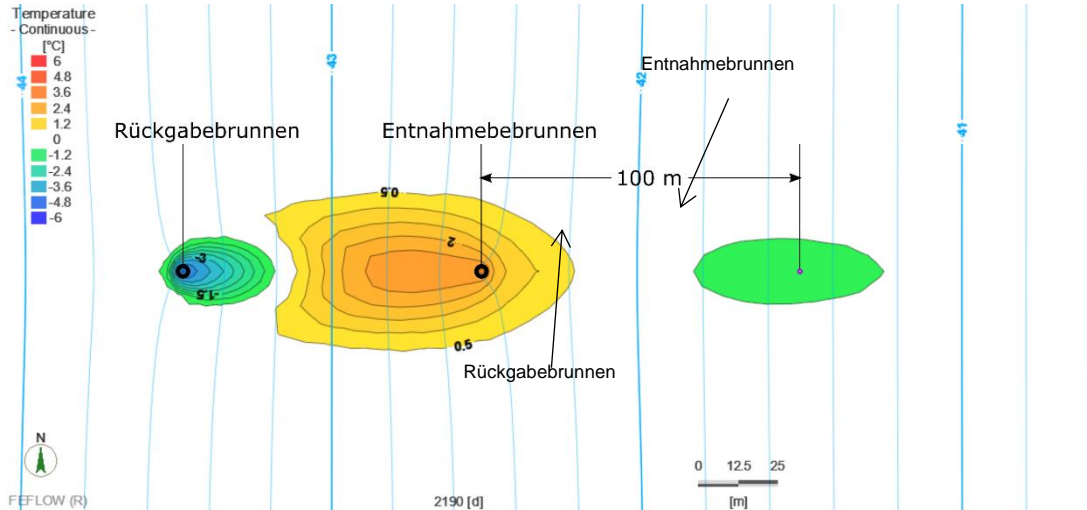 Temperature
- Continuous -
[°C]
6
4.8
3.6
2.4
1.2
0
-1.2
-2.4
-3.6
-4.8
-6
44
43
42
41
Entnahmebrunnen
Rückgabebrunnen
Entnahmebebrunnen
100 m
0.5
2
-3
-1.5
0.5
Rückgabebrunnen
N
0 12.5 25
[m]
FEFLOW (R)
2190 [d]